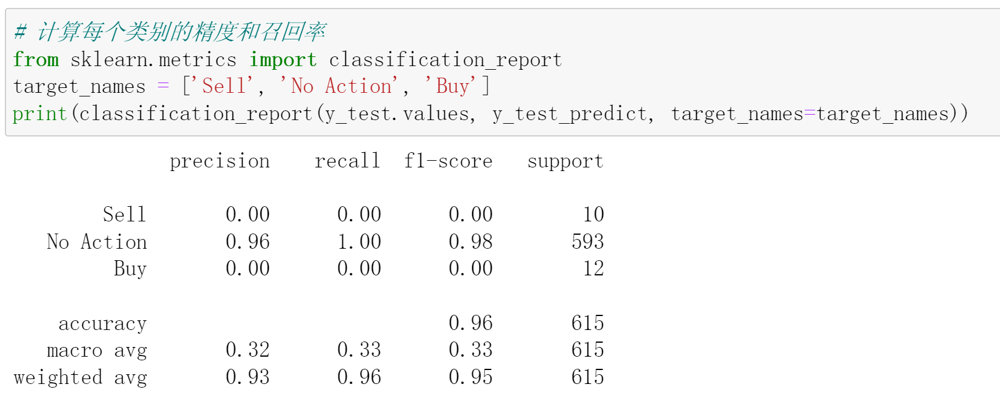 # 计算每个类别的精度和召回率
from sklearn.metrics import classification_report
target_names = ['Sell', 'No Action', 'Buy']
print(classification_report(y_test.values, y_test_predict, target_names=target_names))
precision recall f1-score support
Sell 0.00 0.00 0.00 10
No Action 0.96 1.00 0.98 593
Buy 0.00 0.00 0.00 12
accuracy 0.96 615
macro avg 0.32 0.33 0.33 615
weighted avg 0.93 0.96 0.95 615